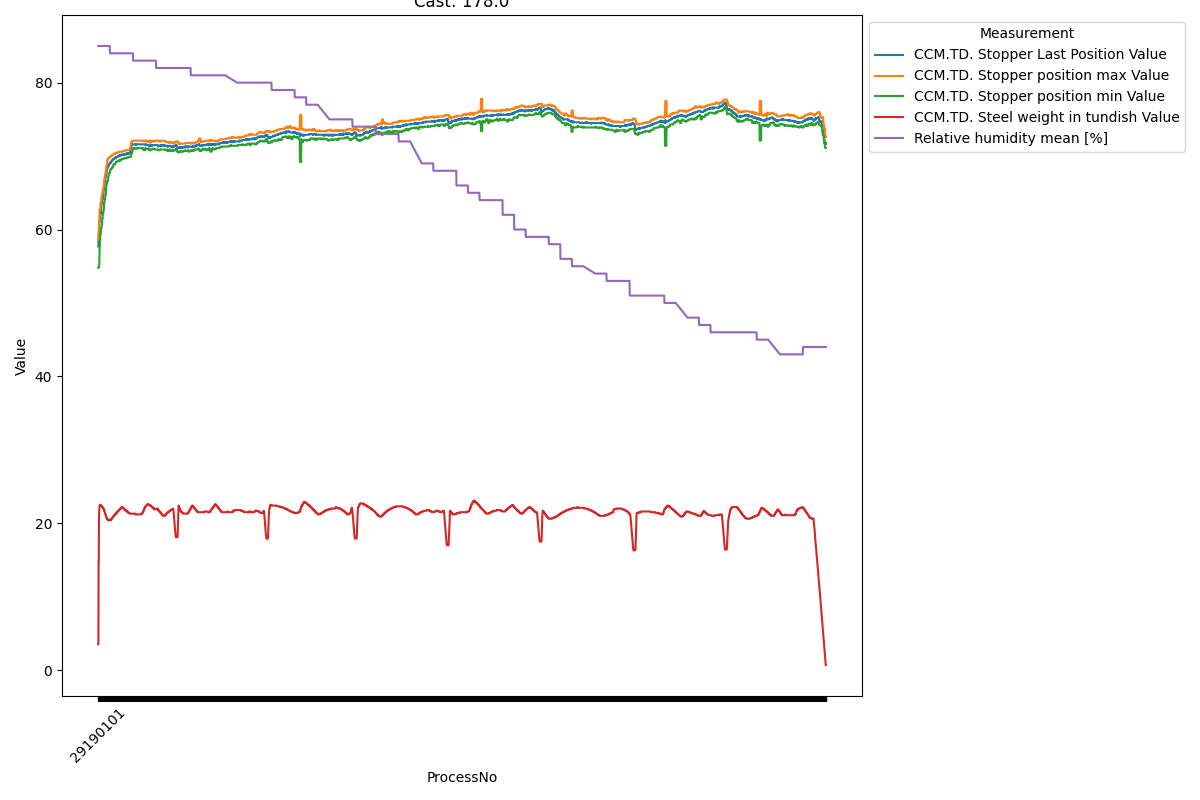 Cast: 178.0
Measurement
CCM.TD. Stopper Last Position Value
CCM.TD. Stopper position max Value
CCM.TD. Stopper position min Value
CCM.TD. Steel weight in tundish Value
Relative humidity mean [%]
80
60
40
20
0
Value
29190101
ProcessNo